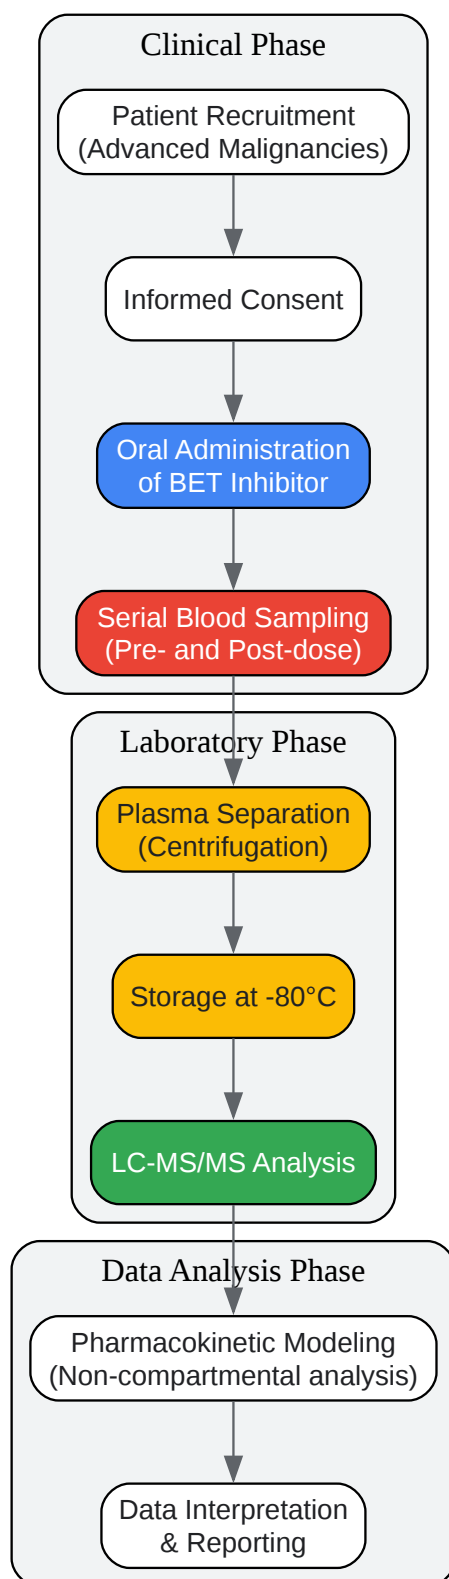 Clinical Phase
Patient Recruitment
(Advanced Malignancies)
Informed Consent
Oral Administration
of BET Inhibitor
Serial Blood Sampling
(Pre- and Post-dose)
Laboratory Phase
Plasma Separation
(Centrifugation)
Storage at -80°C
LC-MS/MS Analysis
Data Analysis Phase
Pharmacokinetic Modeling
(Non-compartmental analysis)
Data Interpretation
& Reporting